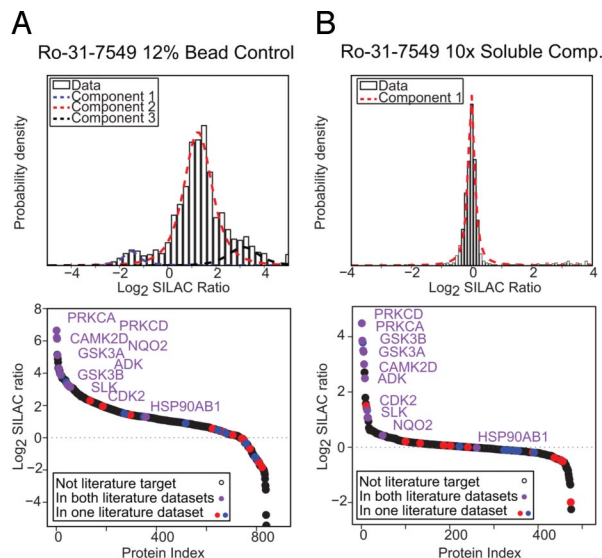 A
Ro-31-7549 12% Bead Control
Probability density
Data
Component 1
Component 2
Component 3
−4 −2 0 2 4
Log2 SILAC Ratio
Log2 SILAC ratio
8
6
4
2
0
−2
−4
PRKCA
PRKCD
CAMK2D
NQO2
GSK3A
ADK
GSK3B
SLK
CDK2
HSP90AB1
Not literature target
In both literature datasets
In one literature dataset
0 200 400 600 800
Protein Index
B
Ro-31-7549 10x Soluble Comp.
Probability density
Data
Component 1
−4 −2 0 2 4
Log2 SILAC Ratio
Log2 SILAC ratio
4
2
0
−2
PRKCD
PRKCA
GSK3B
GSK3A
CAMK2D
ADK
CDK2
SLK
NQO2
HSP90AB1
Not literature target
In both literature datasets
In one literature dataset
0 200 400
Protein Index